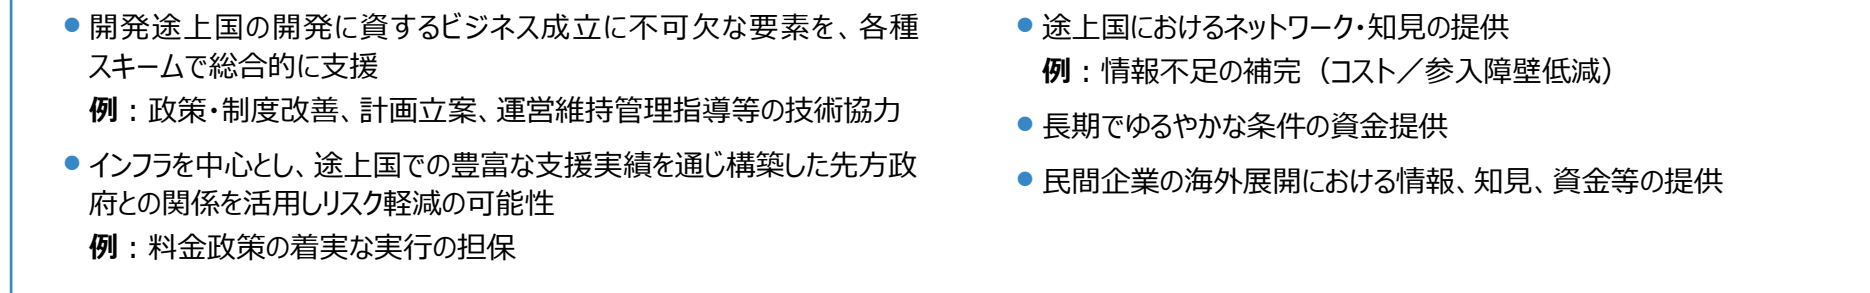 ● 開発途上国の開発に資するビジネス成立に不可欠な要素を、各種
スキームで総合的に支援
例：政策・制度改善、計画立案、運営維持管理指導等の技術協力
● インフラを中心とし、途上国での豊富な支援実績を通じ構築した先方政
府との関係を活用しリスク軽減の可能性
例：料金政策の着実な実行の担保
● 途上国におけるネットワーク・知見の提供
例：情報不足の補完（コスト／参入障壁低減）
● 長期でゆるやかな条件の資金提供
● 民間企業の海外展開における情報、知見、資金等の提供